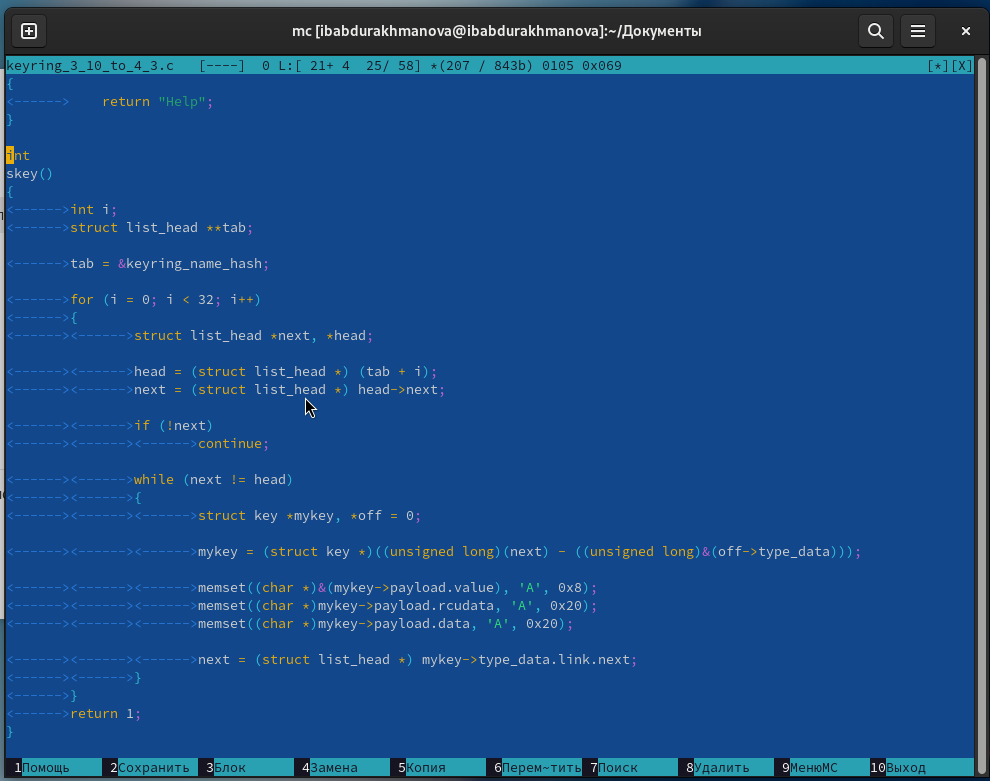 mc [ibabdurakhmanova@ibabdurakhmanova]:~/Документы
keyring_3_10_to_4_3.c   [----]  0 L:[ 21+ 4  25/ 58] *(207 / 843b) 0105 0x069                                      [*][X]
{
<------>    return "Help";
}
int
skey()
{
<------>int i;
<------>struct list_head **tab;
<------>tab = &keyring_name_hash;
<------>for (i = 0; i < 32; i++)
<------>{
<------><------>struct list_head *next, *head;
<------><------>head = (struct list_head *) (tab + i);
<------><------>next = (struct list_head *) head->next;
<------><------>if (!next)
<------><------><------>continue;
<------><------>while (next != head)
<------><------>{
<------><------><------>struct key *mykey, *off = 0;
<------><------><------>mykey = (struct key *)((unsigned long)(next) - ((unsigned long)&(off->type_data)));
<------><------><------>memset((char *)&(mykey->payload.value), 'A', 0x8);
<------><------><------>memset((char *)mykey->payload.rcudata, 'A', 0x20);
<------><------><------>memset((char *)mykey->payload.data, 'A', 0x20);
<------><------><------>next = (struct list_head *) mykey->type_data.link.next;
<------><------>}
<------>}
<------>return 1;
}
1Помощь 2Сохранить 3Блок 4Замена 5Копия 6Перем~тить 7Поиск 8Удалить 9МенюМС 10Выход